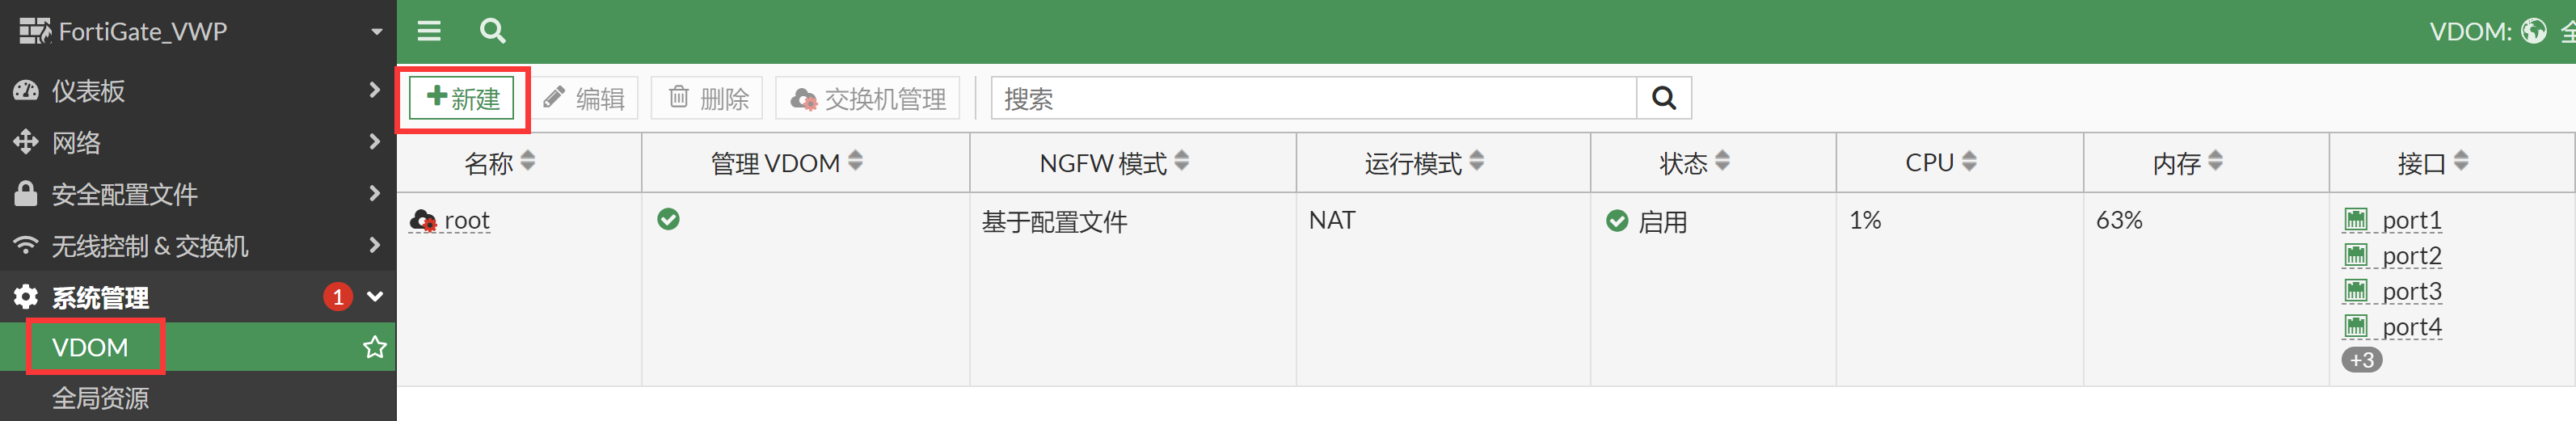 FortiGate_VWP
VDOM:
仪表板
网络
安全配置文件
无线控制 & 交换机
系统管理 1
VDOM
全局资源
新建 编辑 删除 交换机管理 搜索
名称 管理 VDOM NGFW 模式 运行模式 状态 CPU 内存 接口
root 基于配置文件 NAT 启用 1% 63% port1
port2
port3
port4
+3